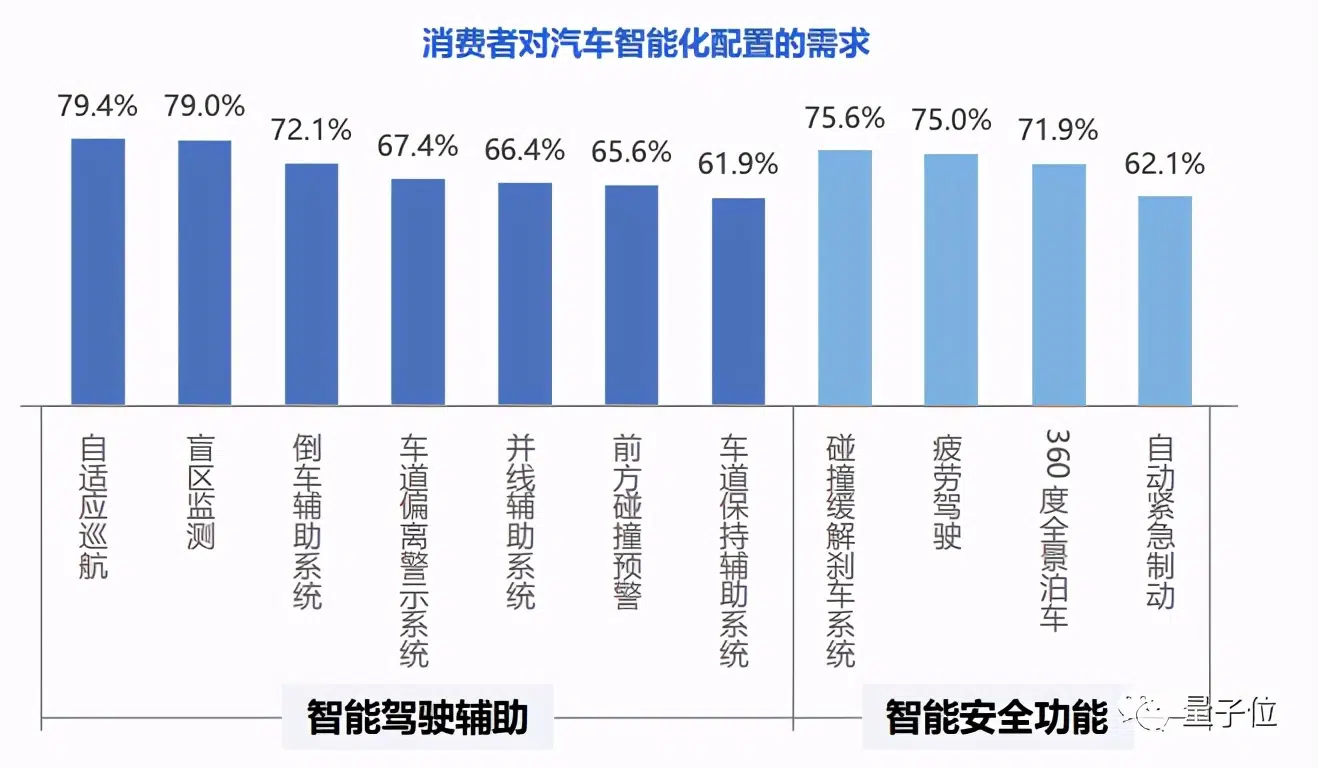 消费者对汽车智能化配置的需求
79.4%
79.0%
72.1%
67.4%
66.4%
65.6%
61.9%
75.6%
75.0%
71.9%
62.1%
自适应巡航
盲区监测
倒车辅助系统
车道偏离警示系统
并线辅助系统
前方碰撞预警
车道保持辅助系统
碰撞缓解刹车系统
疲劳驾驶
360度全景泊车
自动紧急制动
智能驾驶辅助
智能安全功能
量子位